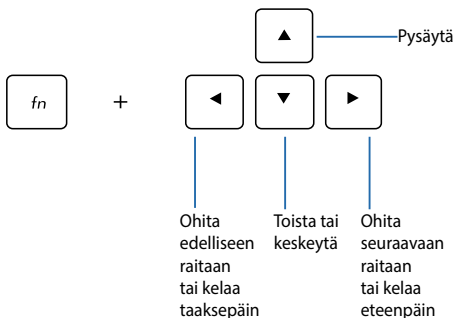 Pysäytä
fn
+
Ohita
edelliseen
raitaan
tai kelaa
taaksepäin
Toista tai
keskeytä
Ohita
seuraavaan
raitaan
tai kelaa
eteenpäin